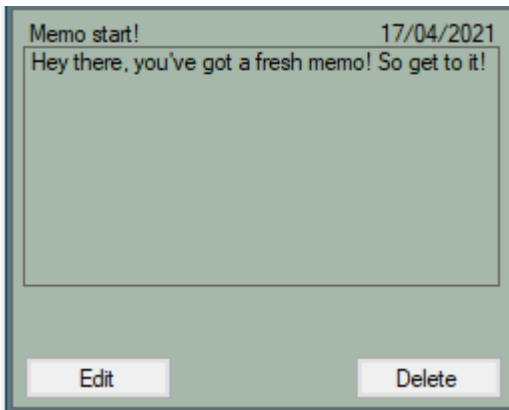 Memo start! 17/04/2021
Hey there, you've got a fresh memo! So get to it!
Edit Delete